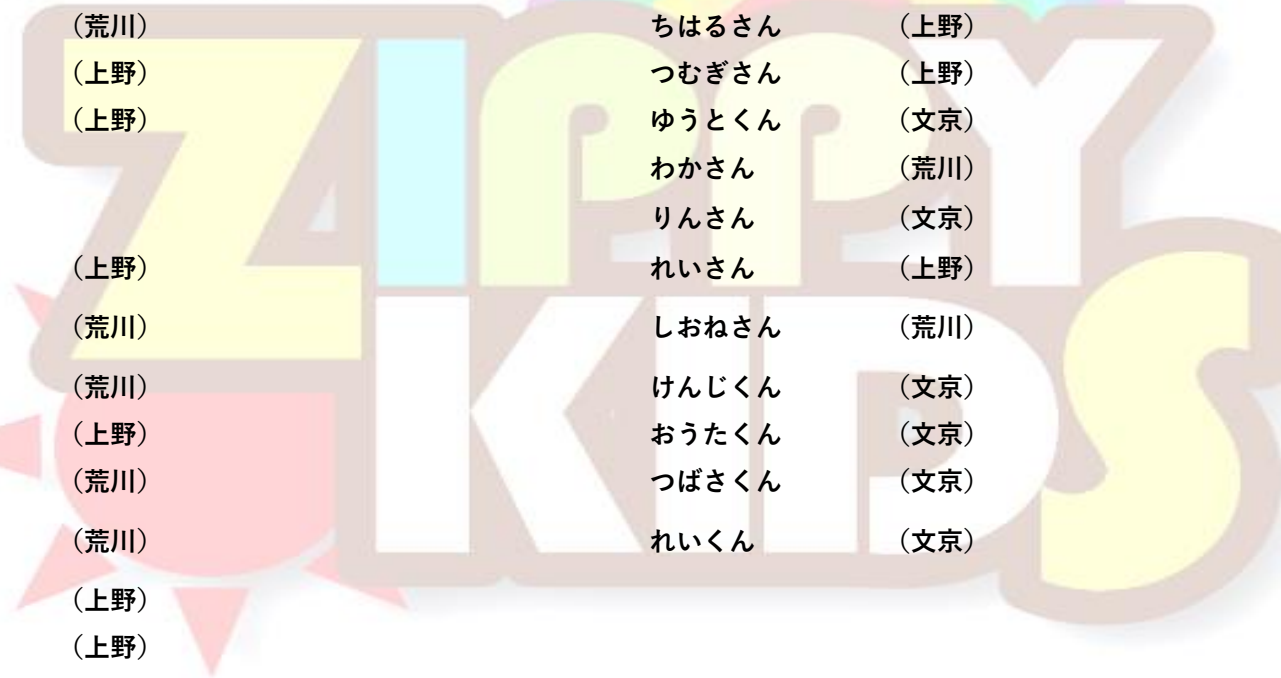 （荒川） ちはるさん （上野）
（上野） つむぎさん （上野）
（上野） ゆうとくん （文京）
わかさん （荒川）
りんさん （文京）
（上野） れいさん （上野）
（荒川） しおねさん （荒川）
（荒川） けんじくん （文京）
（上野） おうたくん （文京）
（荒川） つばさくん （文京）
（荒川） れいくん （文京）
（上野）
（上野）
ZIPPY
KIDS